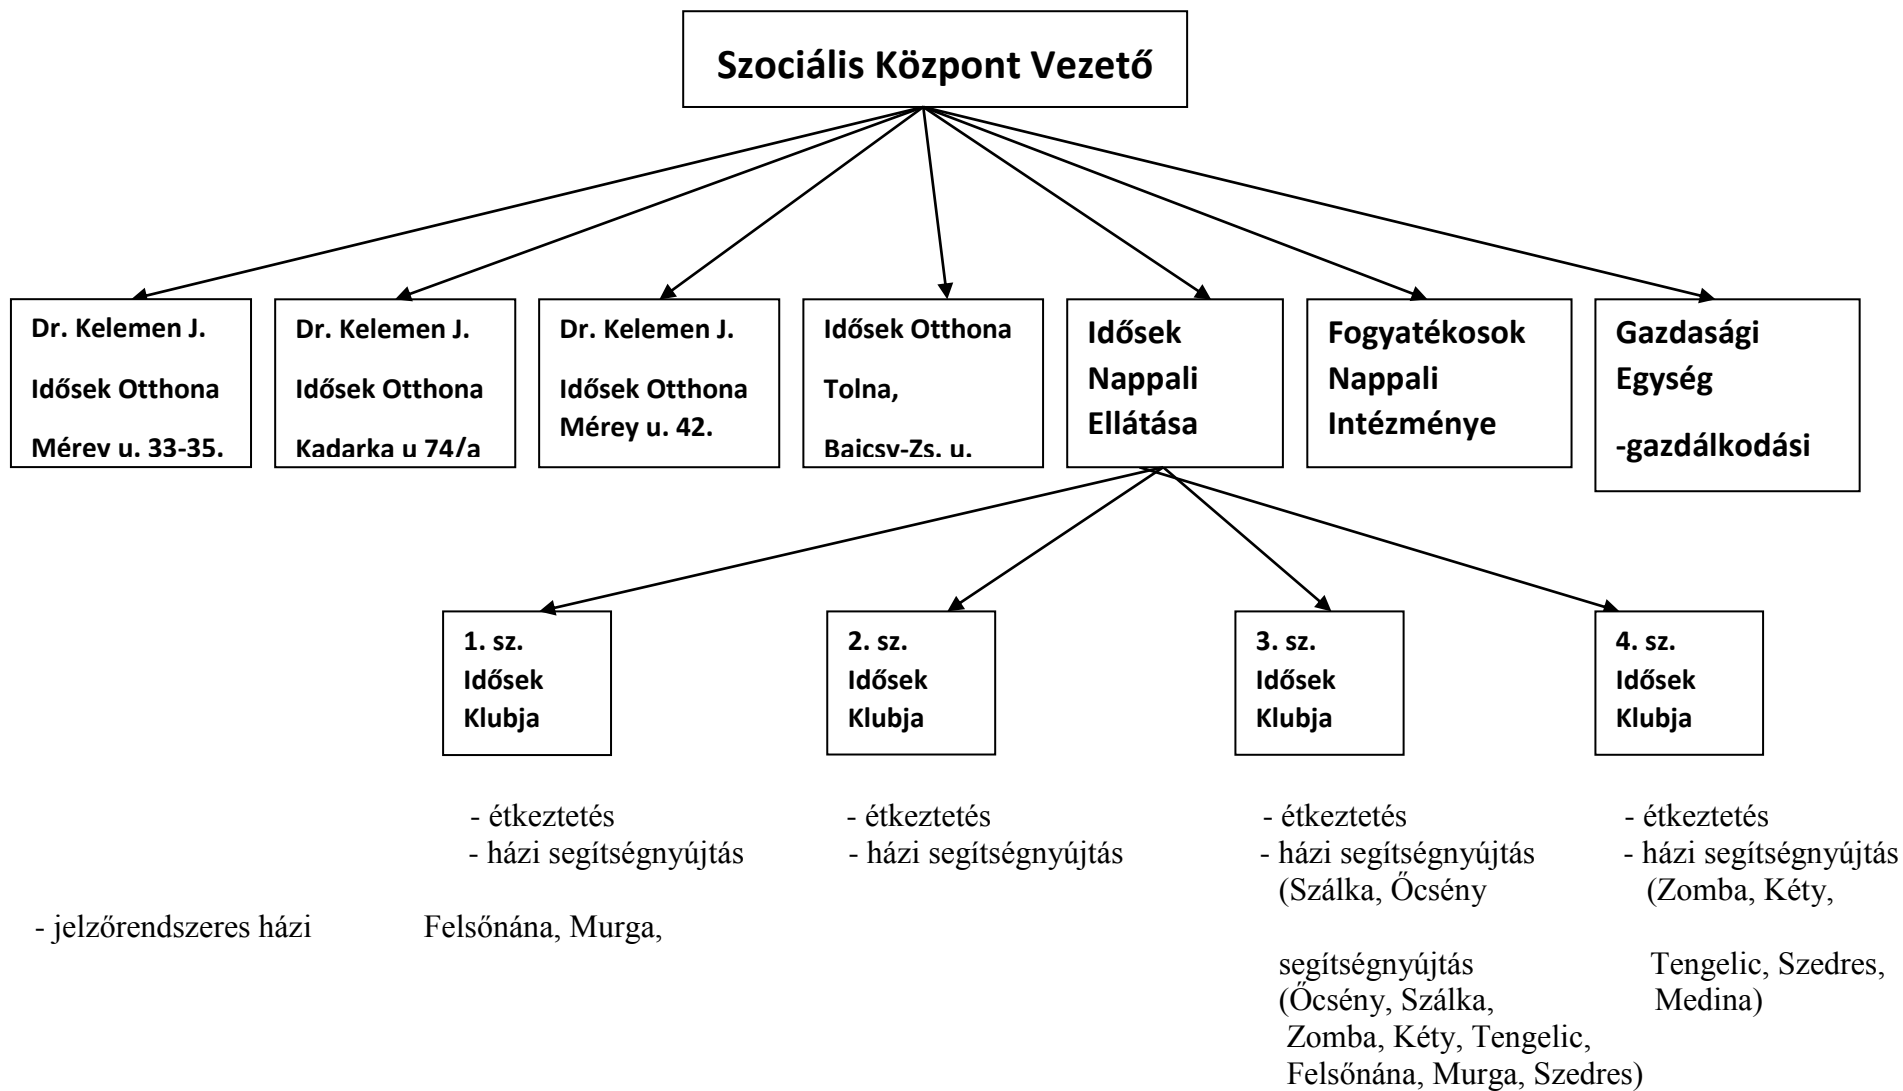 Szociális Központ Vezető
Dr. Kelemen J.
Idősek Otthona
Mérey u. 33-35.
Dr. Kelemen J.
Idősek Otthona
Kadarka u 74/a
Dr. Kelemen J.
Idősek Otthona
Mérey u. 42.
Idősek Otthona
Tolna,
Bajcsy-Zs. u.
Idősek
Nappali
Ellátása
Fogyatékosok
Nappali
Intézménye
Gazdasági
Egység
-gazdálkodási
1. sz.
Idősek
Klubja
2. sz.
Idősek
Klubja
3. sz.
Idősek
Klubja
4. sz.
Idősek
Klubja
- étkeztetés - étkeztetés - étkeztetés - étkeztetés
- házi segítségnyújtás - házi segítségnyújtás - házi segítségnyújtás - házi segítségnyújtás
(Szálka, Őcsény (Zomba, Kéty,
- jelzőrendszeres házi Felsőnána, Murga,
segítségnyújtás Tengelic, Szedres,
(Őcsény, Szálka, Medina)
Zomba, Kéty, Tengelic,
Felsőnána, Murga, Szedres)